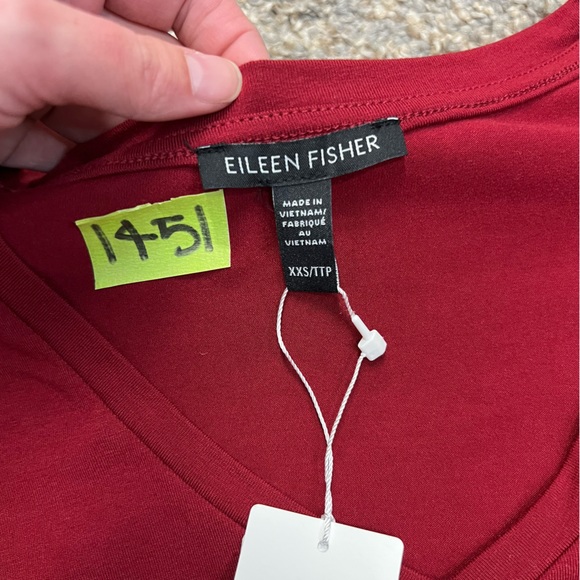 EILEEN FISHER
1451
MADE IN
VIETNAM/
FABRIQUÉ
AU
VIETNAM
XXS/TTP